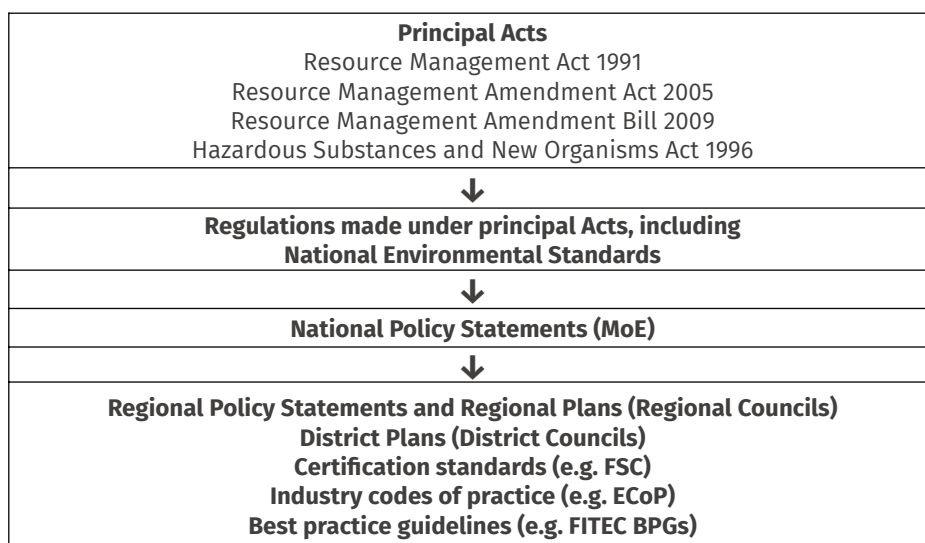 Principal Acts
Resource Management Act 1991
Resource Management Amendment Act 2005
Resource Management Amendment Bill 2009
Hazardous Substances and New Organisms Act 1996
↓
Regulations made under principal Acts, including
National Environmental Standards
↓
National Policy Statements (MoE)
↓
Regional Policy Statements and Regional Plans (Regional Councils)
District Plans (District Councils)
Certification standards (e.g. FSC)
Industry codes of practice (e.g. ECoP)
Best practice guidelines (e.g. FITEC BPGs)